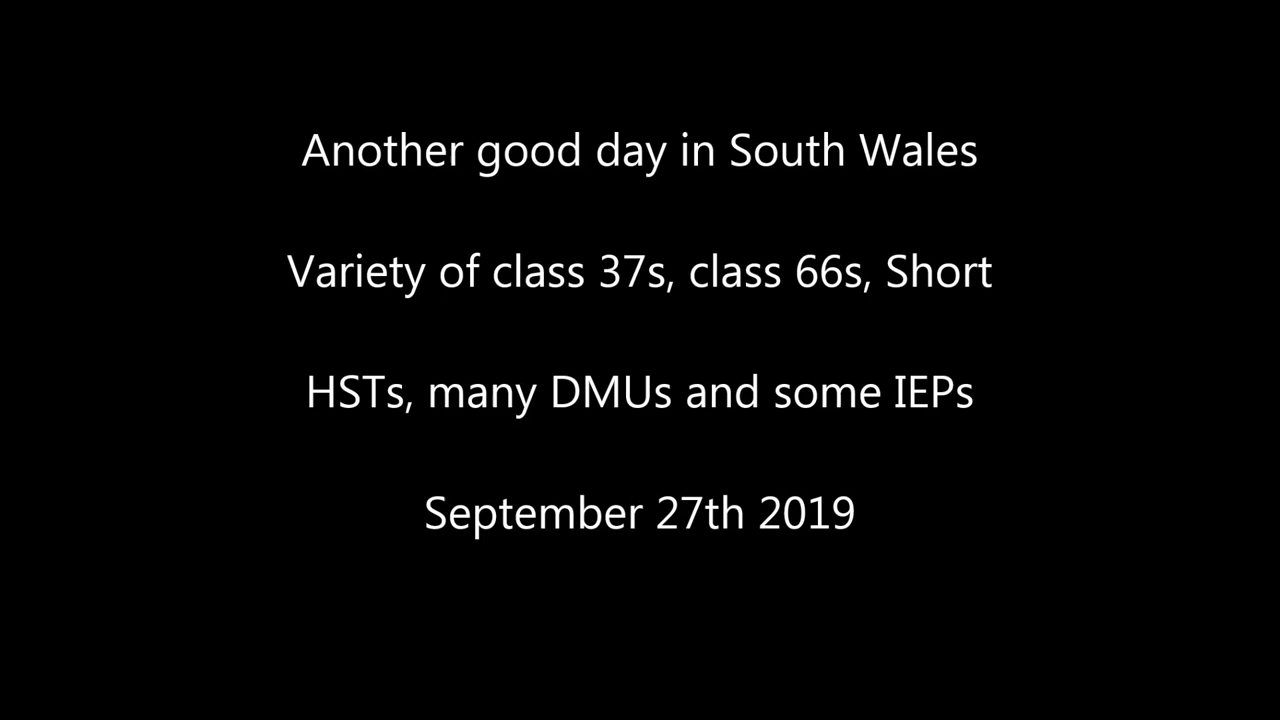 Another good day in South Wales
Variety of class 37s, class 66s, Short
HSTs, many DMUs and some IEPs
September 27th 2019